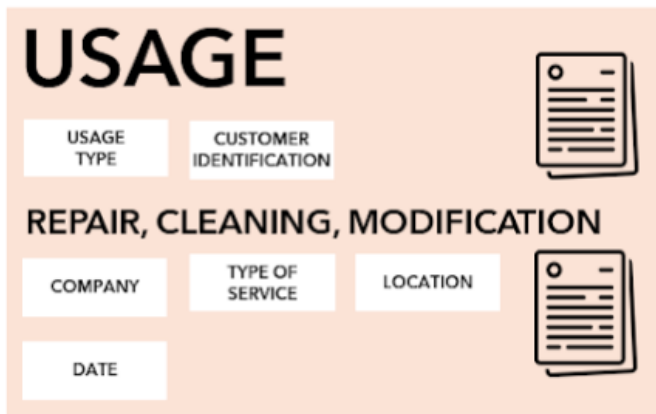 USAGE
USAGE
TYPE
CUSTOMER
IDENTIFICATION
REPAIR, CLEANING, MODIFICATION
COMPANY
TYPE OF
SERVICE
LOCATION
DATE